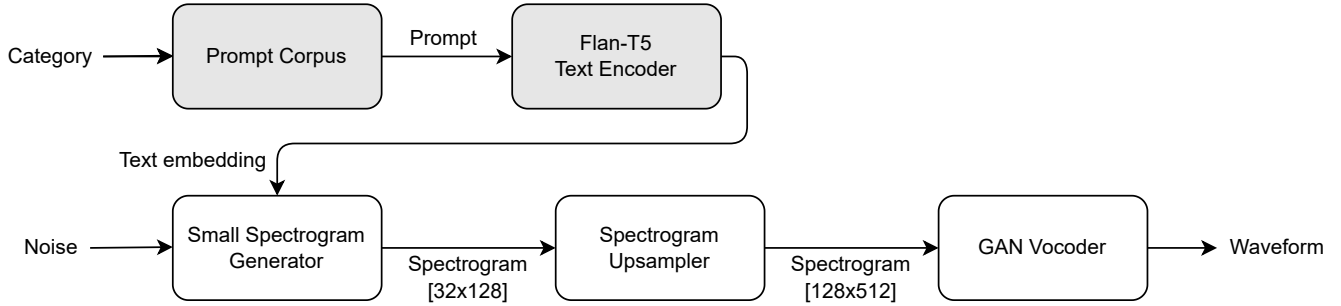 Category
Prompt Corpus
Prompt
Flan-T5
Text Encoder
Text embedding
Noise
Small Spectrogram
Generator
Spectrogram
[32x128]
Spectrogram
Upsampler
Spectrogram
[128x512]
GAN Vocoder
Waveform